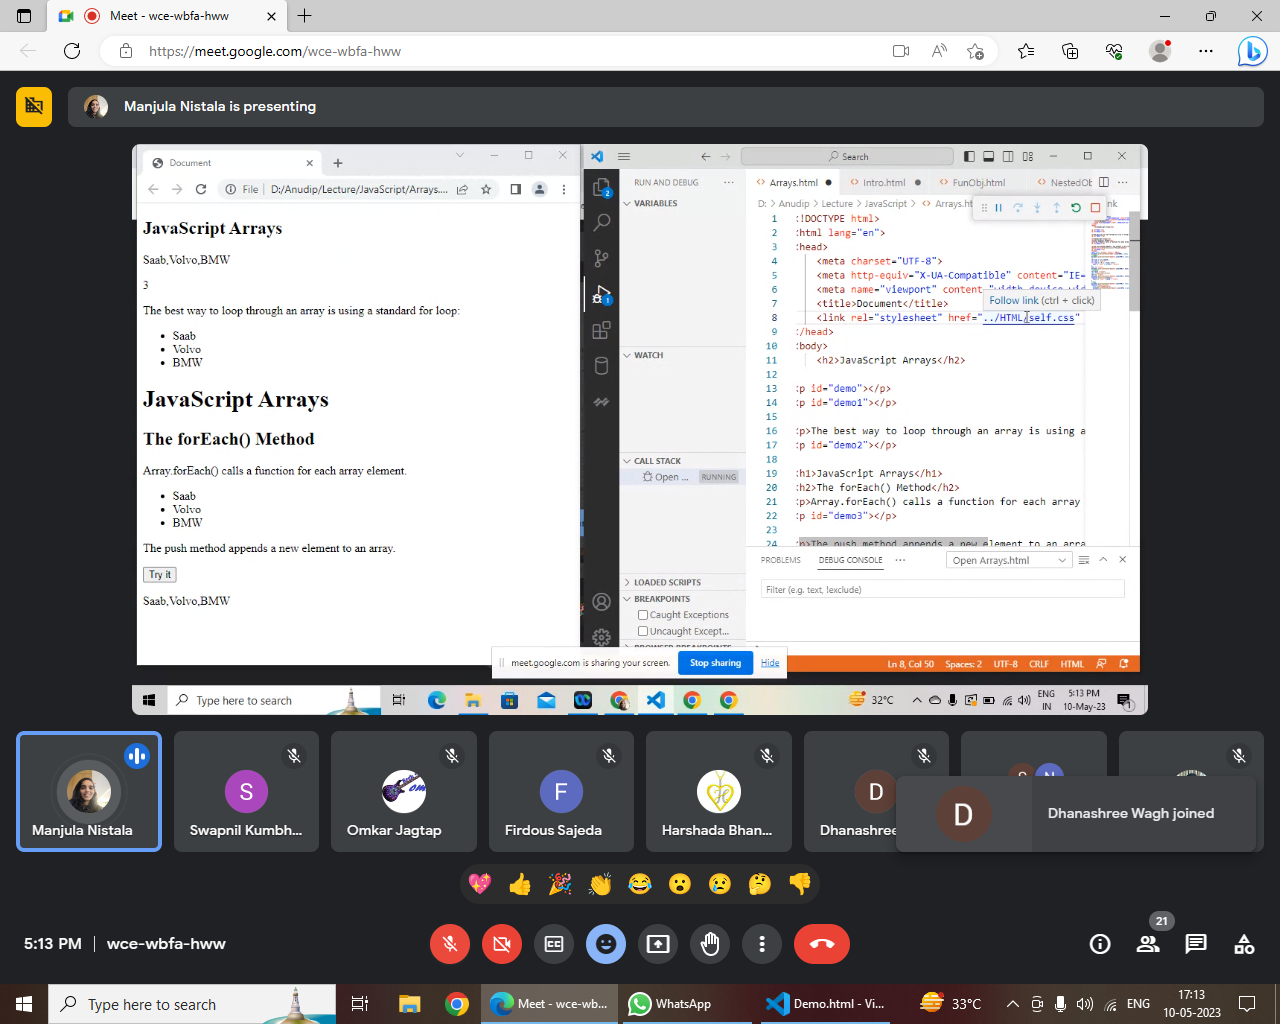 Meet - wce-wbfa-hww
https://meet.google.com/wce-wbfa-hww
Manjula Nistala is presenting
Document
File
D:/Anudip/Lecture/JavaScript/Arrays....
JavaScript Arrays
Saab,Volvo,BMW
3
The best way to loop through an array is using a standard for loop:
Saab
Volvo
BMW
JavaScript Arrays
The forEach() Method
Array.forEach() calls a function for each array element.
Saab
Volvo
BMW
The push method appends a new element to an array.
Try it
Saab,Volvo,BMW
Search
2
1
RUN AND DEBUG
VARIABLES
WATCH
CALL STACK
Open ...
RUNNING
LOADED SCRIPTS
BREAKPOINTS
Caught Exceptions
Uncaught Except...
Arrays.html
Intro.html
FunObj.html
NestedOb
D: > Anudip > Lecture > JavaScript > Arrays.ht
nk
1 :!DOCTYPE html>
2 :html lang="en">
3 :head>
4 <meta charset="UTF-8">
5 <meta http-equiv="X-UA-Compatible" content="IE=
6 <meta name="viewport" content="width=device-wid
Follow link (ctrl + click)
7 <title>Document</title>
8 <link rel="stylesheet" href="../HTML/self.css"
9 :/head>
10 :body>
11 <h2>JavaScript Arrays</h2>
12
13 :p id="demo"></p>
14 :p id="demo1"></p>
15
16 :p>The best way to loop through an array is using a
17 :p id="demo2"></p>
18
19 :h1>JavaScript Arrays</h1>
20 :h2>The forEach() Method</h2>
21 :p>Array.forEach() calls a function for each array
22 :p id="demo3"></p>
23
24 :p>The push method appends a new element to an arra
PROBLEMS
DEBUG CONSOLE
Open Arrays.html
Filter (e.g. text, !exclude)
Ln 8, Col 50
Spaces: 2
UTF-8
CRLF
HTML
meet.google.com is sharing your screen.
Stop sharing
Hide
Type here to search
32°C
ENG
IN
5:13 PM
10-May-23
1
Manjula Nistala
S
Swapnil Kumbh...
OM
Omkar Jagtap
F
Firdous Sajeda
H
Harshada Bhan...
D
Dhanashree
D
Dhanashree Wagh joined
5:13 PM
wce-wbfa-hww
21
Type here to search
Meet - wce-wb...
WhatsApp
Demo.html - Vi...
33°C
ENG
17:13
10-05-2023